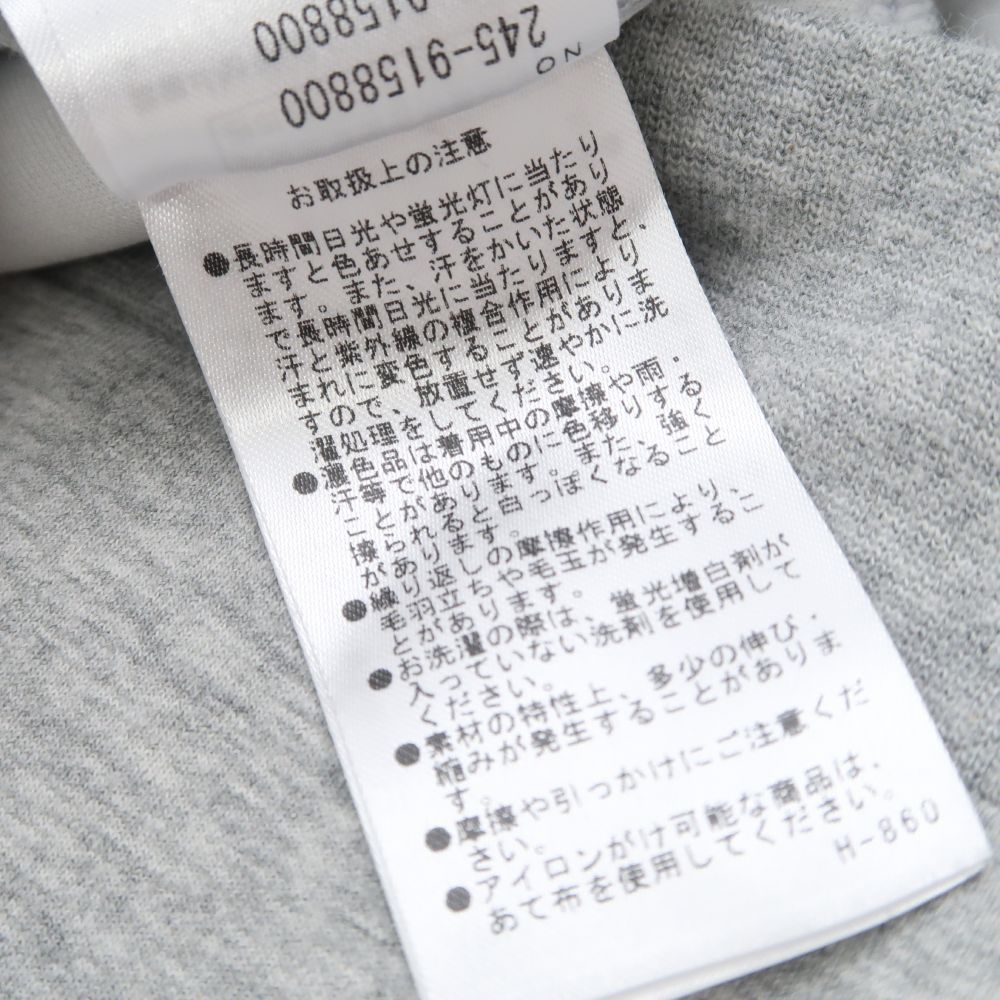 9158800
245-9158800
No
お取扱上の注意
●長時間日光や蛍光灯に当たり
ますと色あせすることがあり
ます。また、汗をかいた状態
で長時間日光に当たりますと、
汗と紫外線の複合作用により
まれに変色することがありま
すので、放置せず速やかに洗
濯処理をしてください。
●濃色品は着用中の摩擦や雨・
汗等で他のものに色移りする
ことがあります。また、強く
擦られますと白っぽくなること
があります。
●繰り返しの摩擦作用により、
毛羽立ちや毛玉が発生するこ
とがあります。
●お洗濯の際は、蛍光増白剤が
入っていない洗剤を使用して
ください。
●素材の特性上、多少の伸び・
縮みが発生することがありま
す。
●摩擦や引っかけにご注意くだ
さい。
●アイロンがけ可能な商品は、
あて布を使用してください。
H-860